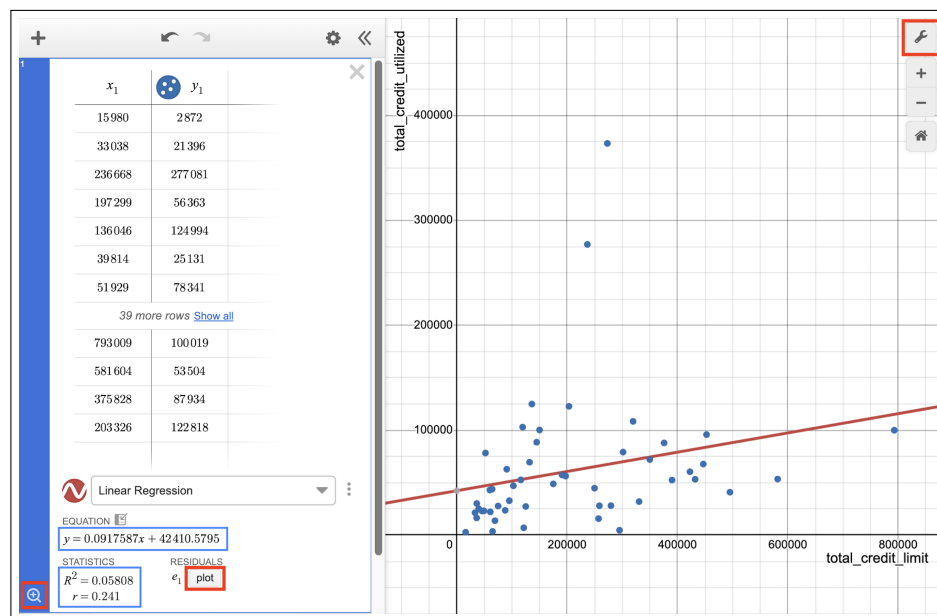 1
x₁ y₁
15980 2872
33038 21396
236668 277081
197299 56363
136046 124994
39814 25131
51929 78341
39 more rows Show all
793009 100019
581604 53504
375828 87934
203326 122818
Linear Regression
EQUATION
y = 0.0917587x + 42410.5795
STATISTICS RESIDUALS
R² = 0.05808 e₁ plot
r = 0.241
total_credit_utilized
400000
300000
200000
100000
0 200000 400000 600000 800000
total_credit_limit